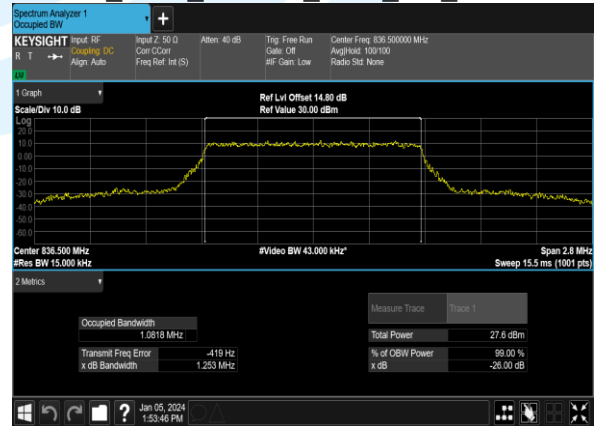 Spectrum Analyzer 1
Occupied BW
KEYSIGHT
R T
LU
Input: RF
Coupling: DC
Align: Auto
Input Z: 50 Ω
Corr CCorr
Freq Ref: Int (S)
Atten: 40 dB
Trig: Free Run
Gate: Off
#IF Gain: Low
Center Freq: 836.500000 MHz
Avg|Hold: 100/100
Radio Std: None
1 Graph
Scale/Div 10.0 dB
Ref Lvl Offset 14.80 dB
Ref Value 30.00 dBm
Log
20.0
10.0
0.00
-10.0
-20.0
-30.0
-40.0
-50.0
-60.0
Center 836.500 MHz
#Res BW 15.000 kHz
#Video BW 43.000 kHz*
Span 2.8 MHz
Sweep 15.5 ms (1001 pts)
2 Metrics
Occupied Bandwidth
1.0818 MHz
Transmit Freq Error -419 Hz
x dB Bandwidth 1.253 MHz
Measure Trace Trace 1
Total Power 27.6 dBm
% of OBW Power 99.00 %
x dB -26.00 dB
?
Jan 05, 2024
1:53:46 PM